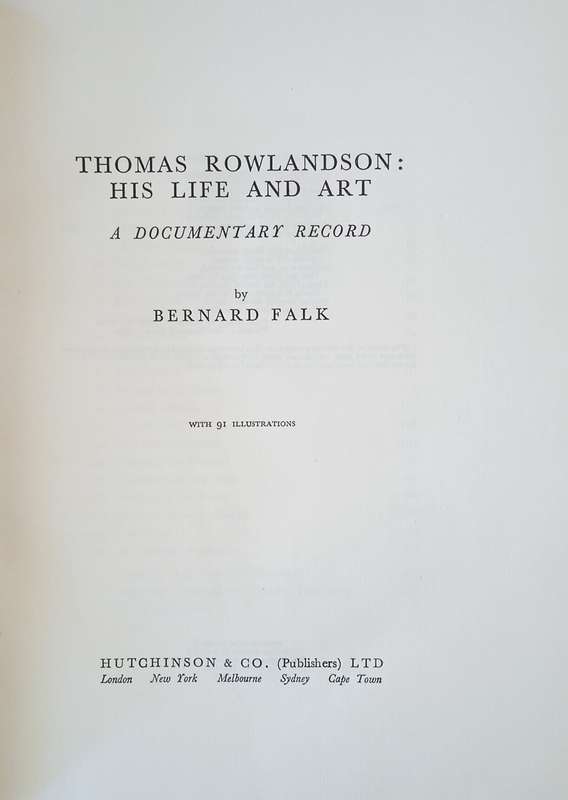 THOMAS ROWLANDSON:
HIS LIFE AND ART
A DOCUMENTARY RECORD
by
BERNARD FALK
WITH 91 ILLUSTRATIONS
HUTCHINSON & CO. (Publishers) LTD
London New York Melbourne Sydney Cape Town